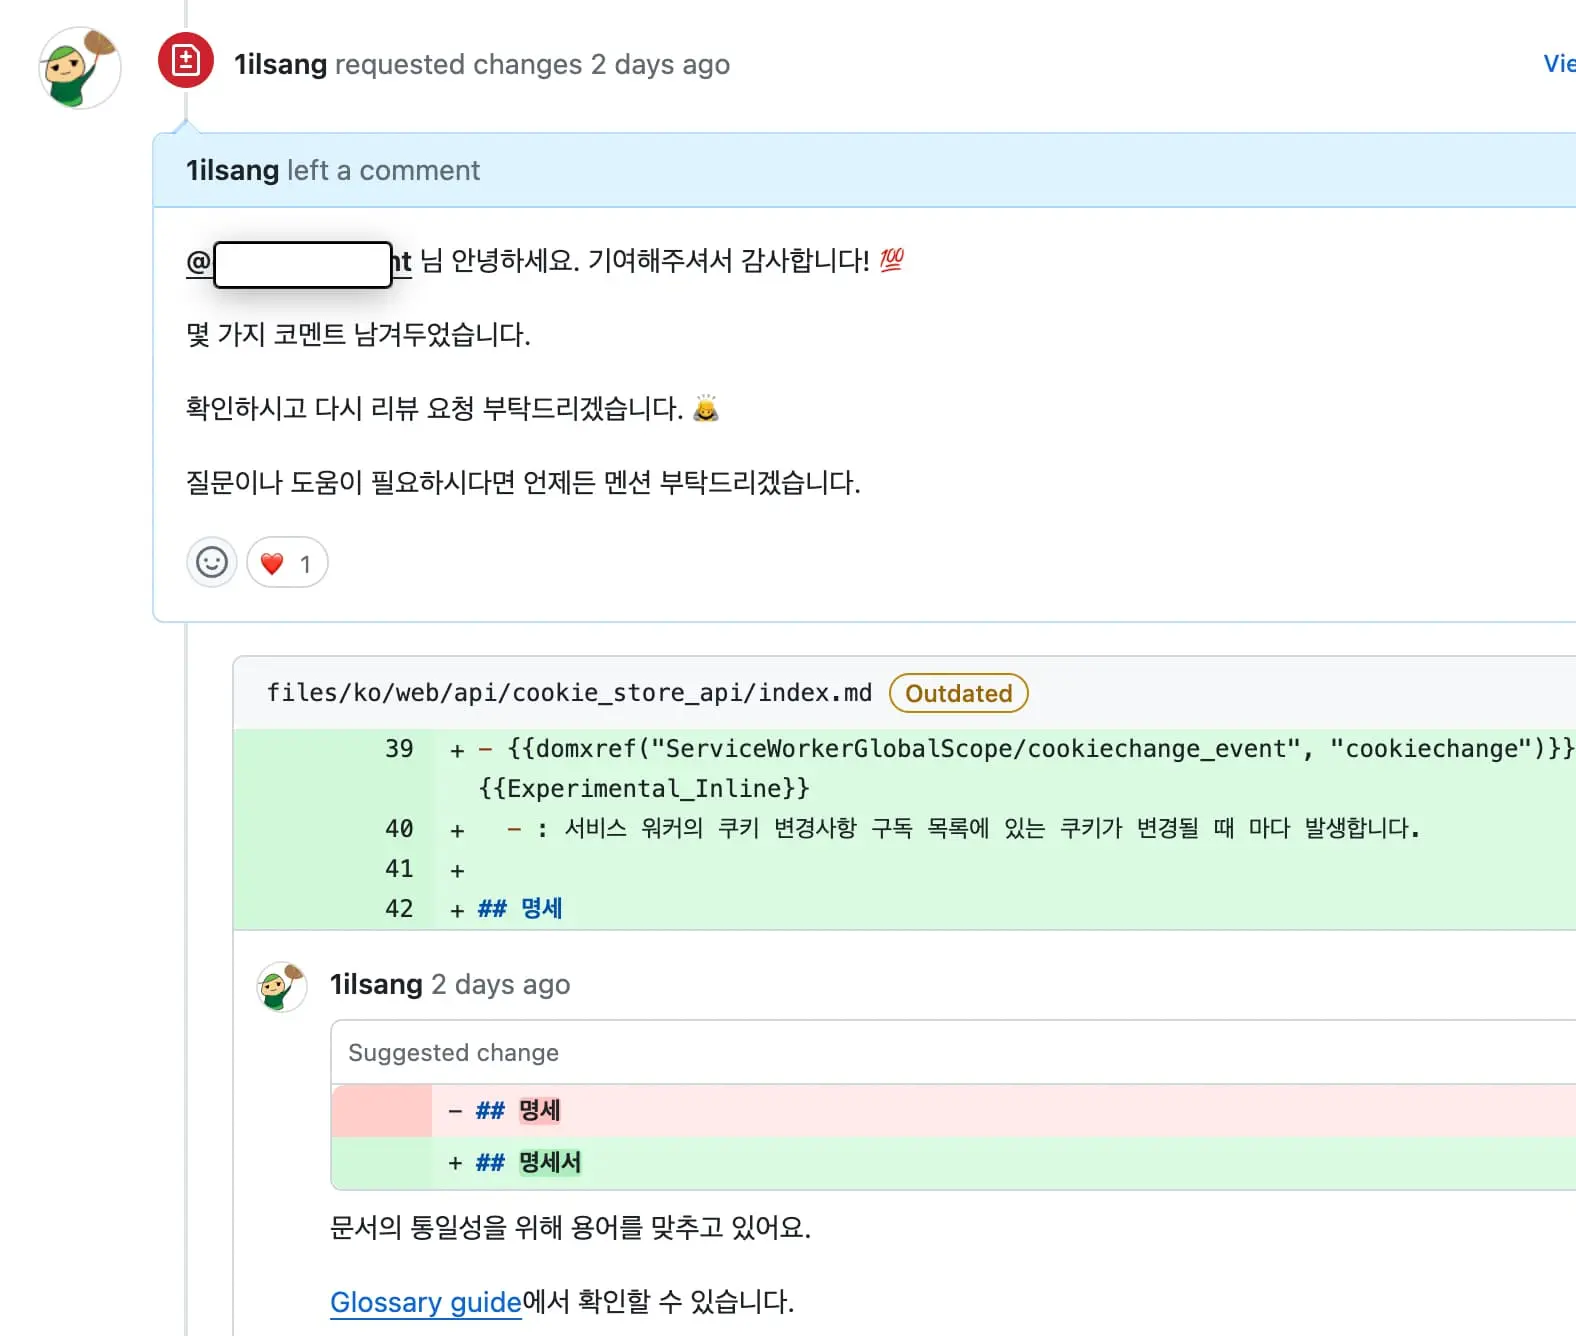 1ilsang requested changes 2 days ago
Vie
1ilsang left a comment
@ nt 님 안녕하세요. 기여해주셔서 감사합니다! 💯
몇 가지 코멘트 남겨두었습니다.
확인하시고 다시 리뷰 요청 부탁드리겠습니다. 🙇
질문이나 도움이 필요하시다면 언제든 멘션 부탁드리겠습니다.
❤️ 1
files/ko/web/api/cookie_store_api/index.md Outdated
39 + - {{domxref("ServiceWorkerGlobalScope/cookiechange_event", "cookiechange")}}
{{Experimental_Inline}}
40 + - : 서비스 워커의 쿠키 변경사항 구독 목록에 있는 쿠키가 변경될 때 마다 발생합니다.
41 +
42 + ## 명세
1ilsang 2 days ago
Suggested change
- ## 명세
+ ## 명세서
문서의 통일성을 위해 용어를 맞추고 있어요.
Glossary guide에서 확인할 수 있습니다.